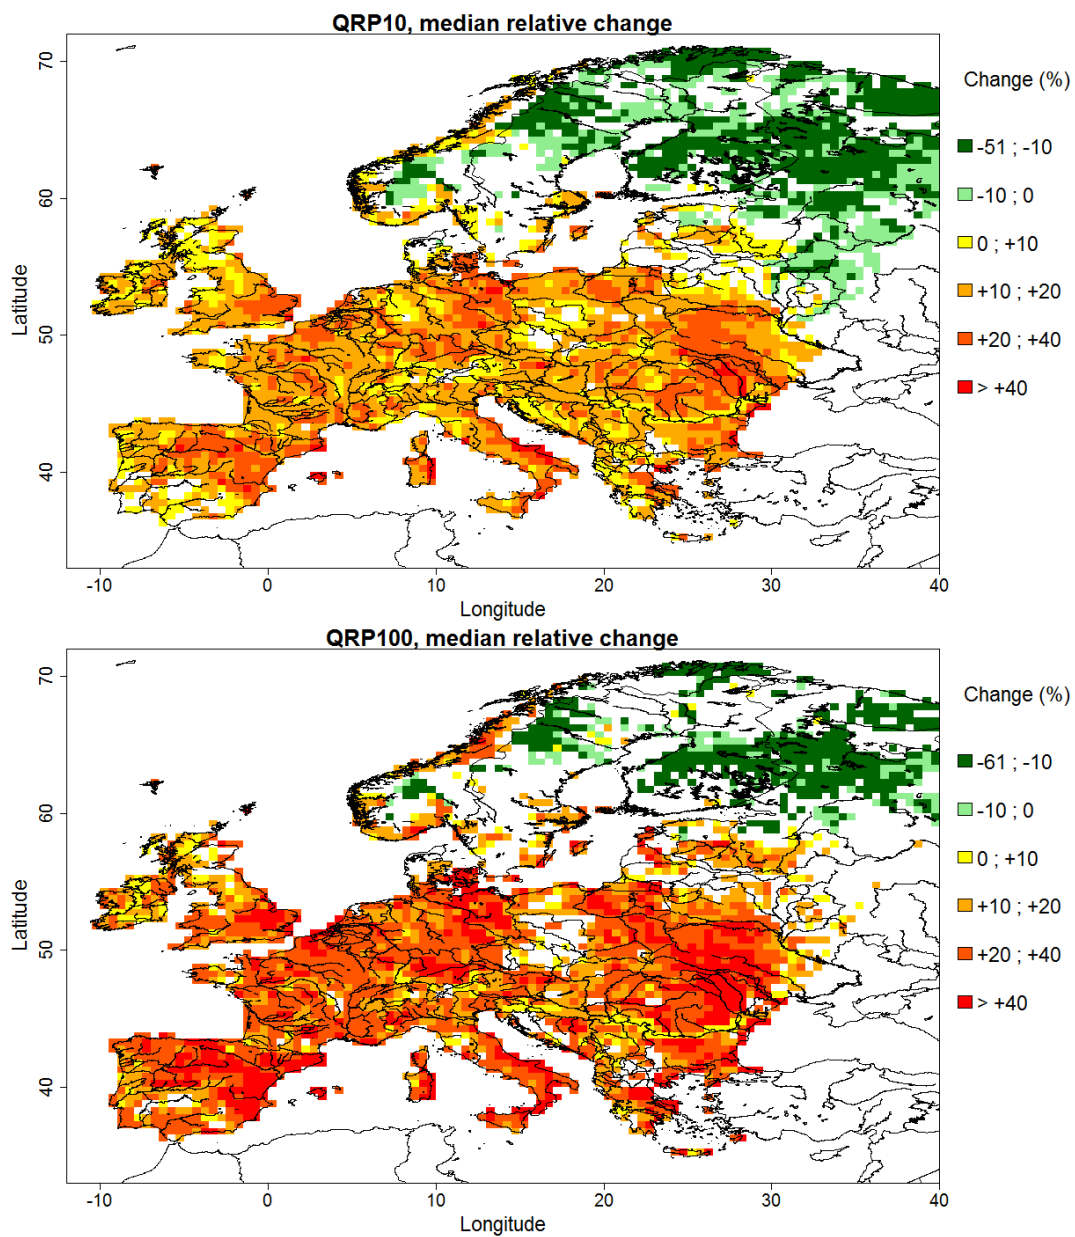 QRP10, median relative change
Change (%)
-51 ; -10
-10 ; 0
0 ; +10
+10 ; +20
+20 ; +40
> +40
70
60
50
40
Latitude
-10 0 10 20 30 40
Longitude
QRP100, median relative change
Change (%)
-61 ; -10
-10 ; 0
0 ; +10
+10 ; +20
+20 ; +40
> +40
70
60
50
40
Latitude
-10 0 10 20 30 40
Longitude